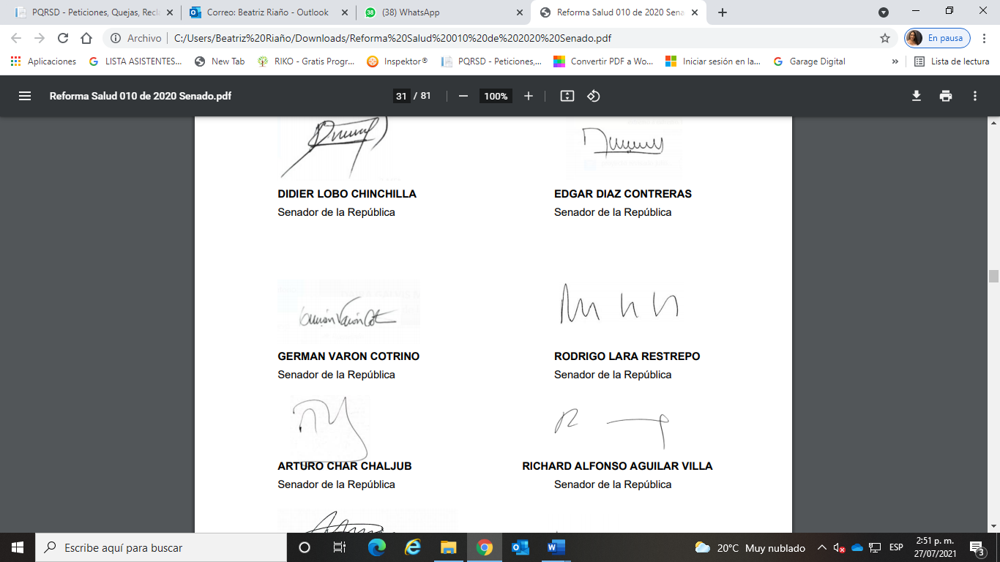 PQRSD - Peticiones, Quejas, Recl
Correo: Beatriz Riaño - Outlook
(38) WhatsApp
Reforma Salud 010 de 2020 Sena
Archivo
C:/Users/Beatriz%20Riaño/Downloads/Reforma%20Salud%20010%20de%202020%20Senado.pdf
En pausa
Aplicaciones
LISTA ASISTENTES...
New Tab
RIKO - Gratis Progr...
Inspektor®
PQRSD - Peticiones,...
Convertir PDF a Wo...
Iniciar sesión en la...
Garage Digital
»
Lista de lectura
Reforma Salud 010 de 2020 Senado.pdf
31 / 81
100%
DIDIER LOBO CHINCHILLA
EDGAR DIAZ CONTRERAS
Senador de la República
Senador de la República
Germán Varón Cot
GERMAN VARON COTRINO
RODRIGO LARA RESTREPO
Senador de la República
Senador de la República
ARTURO CHAR CHALJUB
RICHARD ALFONSO AGUILAR VILLA
Senador de la República
Senador de la República
Escribe aquí para buscar
20°C Muy nublado
ESP
2:51 p. m.
27/07/2021
3